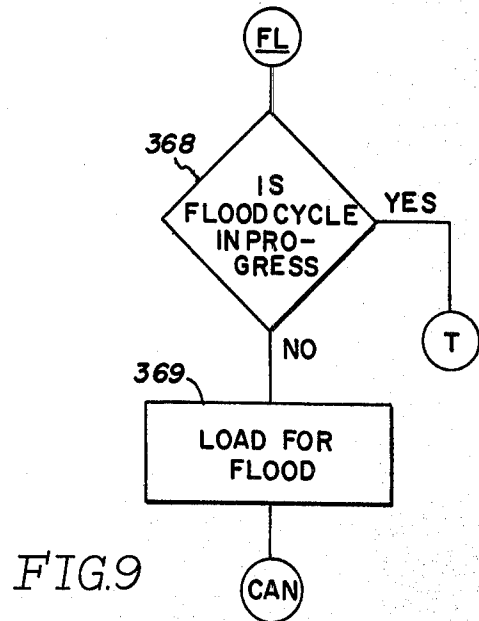 FL
368
IS
FLOOD CYCLE
IN PRO-
GRESS
YES
T
NO
369
LOAD FOR
FLOOD
CAN
FIG.9